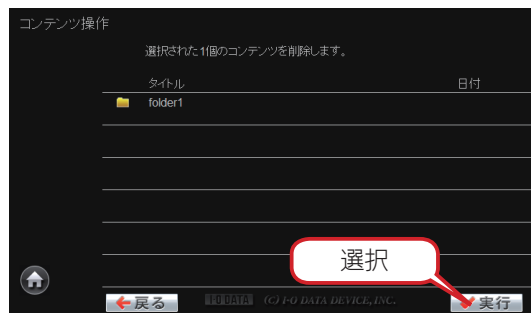 コンテンツ操作
選択された1個のコンテンツを削除します。
タイトル 日付
folder1
選択
戻る I-O DATA (C) I-O DATA DEVICE, INC. 実行